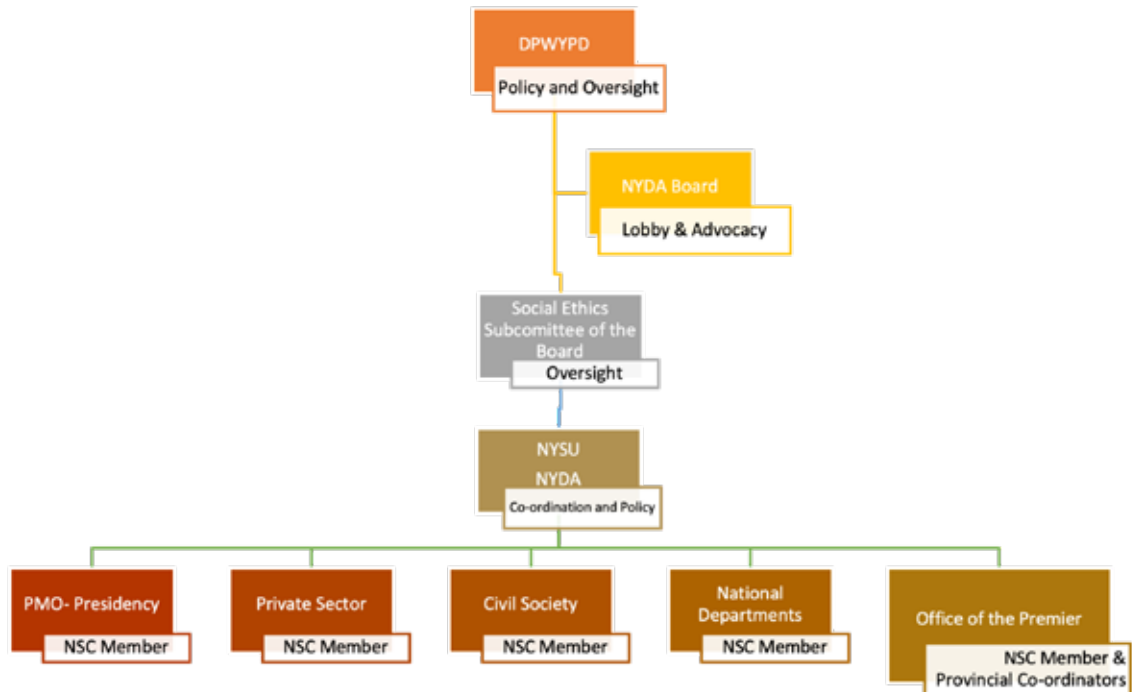 DPWYPD
Policy and Oversight
NYDA Board
Lobby & Advocacy
Social Ethics
Subcomittee of the
Board
Oversight
NYSU
NYDA
Co-ordination and Policy
PMO- Presidency
NSC Member
Private Sector
NSC Member
Civil Society
NSC Member
National
Departments
NSC Member
Office of the Premier
NSC Member &
Provincial Co-ordinators